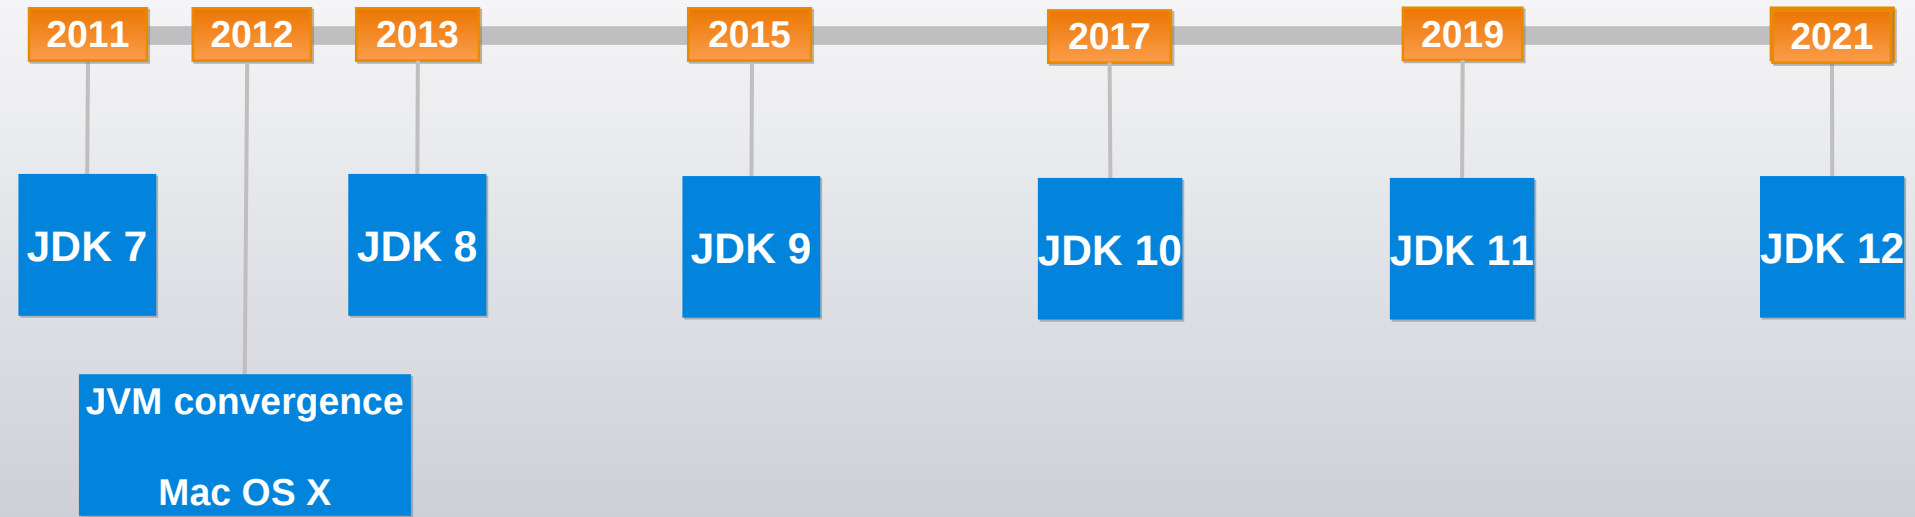 2011
2012
2013
2015
2017
2019
2021
JDK 7
JDK 8
JDK 9
JDK 10
JDK 11
JDK 12
JVM convergence
Mac OS X